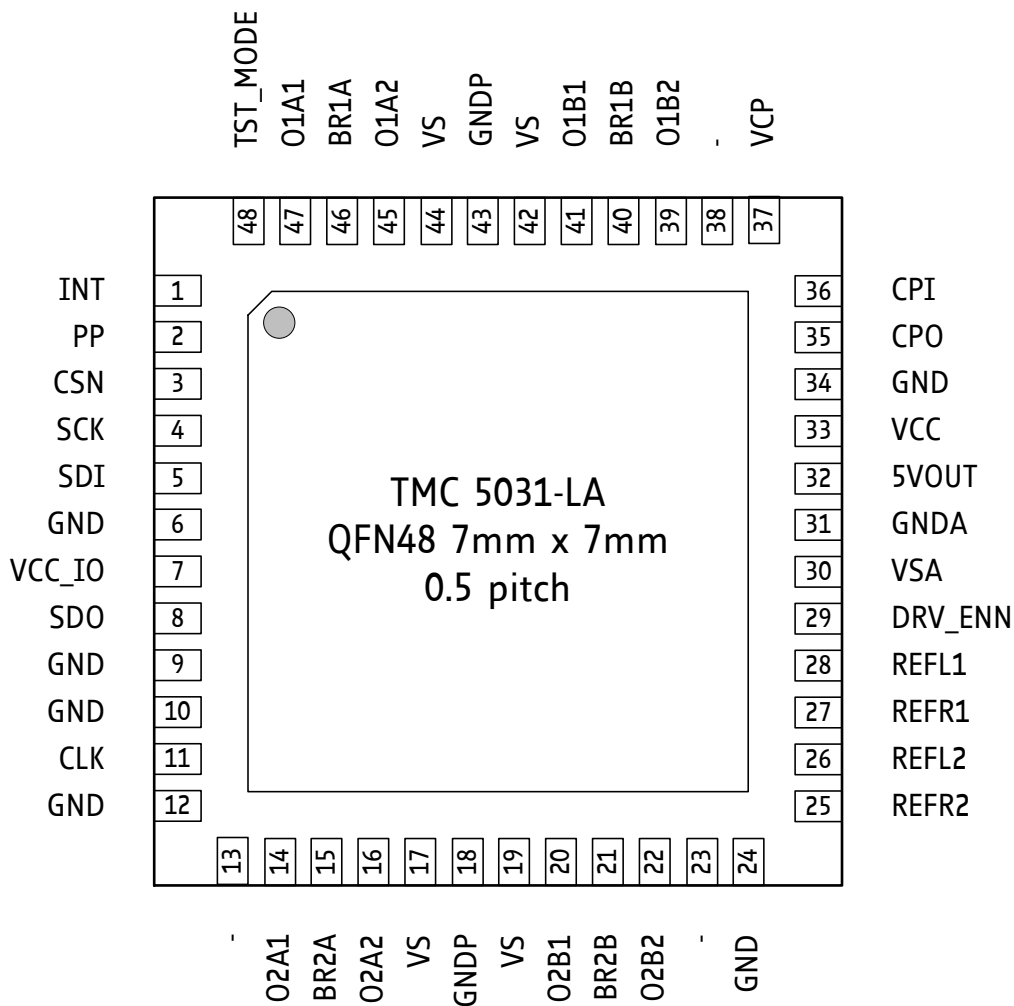 TST_MODE
O1A1
BR1A
O1A2
VS
GNDP
VS
O1B1
BR1B
O1B2
-
VCP
48
47
46
45
44
43
42
41
40
39
38
37
INT 1
PP 2
CSN 3
SCK 4
SDI 5
GND 6
VCC_IO 7
SDO 8
GND 9
GND 10
CLK 11
GND 12
TMC 5031-LA
QFN48 7mm x 7mm
0.5 pitch
36 CPI
35 CPO
34 GND
33 VCC
32 5VOUT
31 GNDA
30 VSA
29 DRV_ENN
28 REFL1
27 REFR1
26 REFL2
25 REFR2
13
14
15
16
17
18
19
20
21
22
23
24
-
O2A1
BR2A
O2A2
VS
GNDP
VS
O2B1
BR2B
O2B2
-
GND